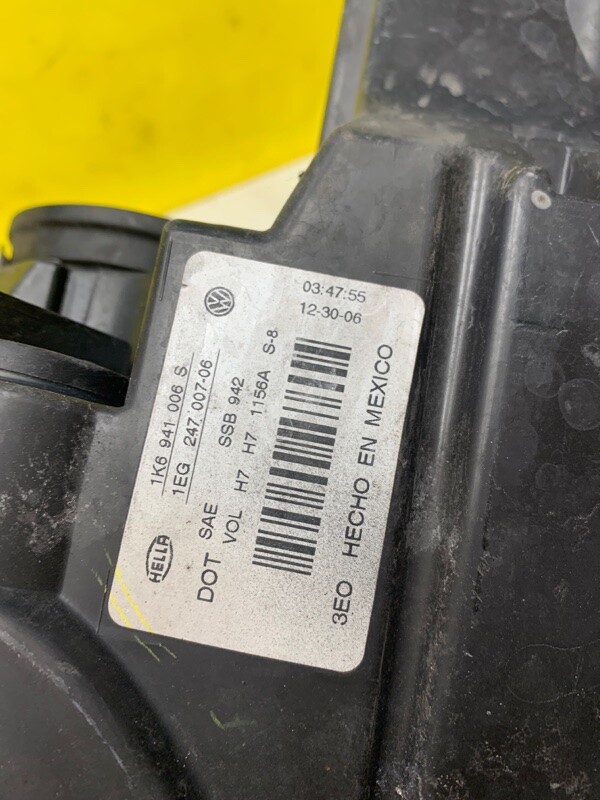 03:47:55
12-30-06
1K6 941 006 S
1EG 247 007-06
HELLA
DOT SAE SSB 942
VOL H7 H7 1156A S-8
3EO HECHO EN MEXICO